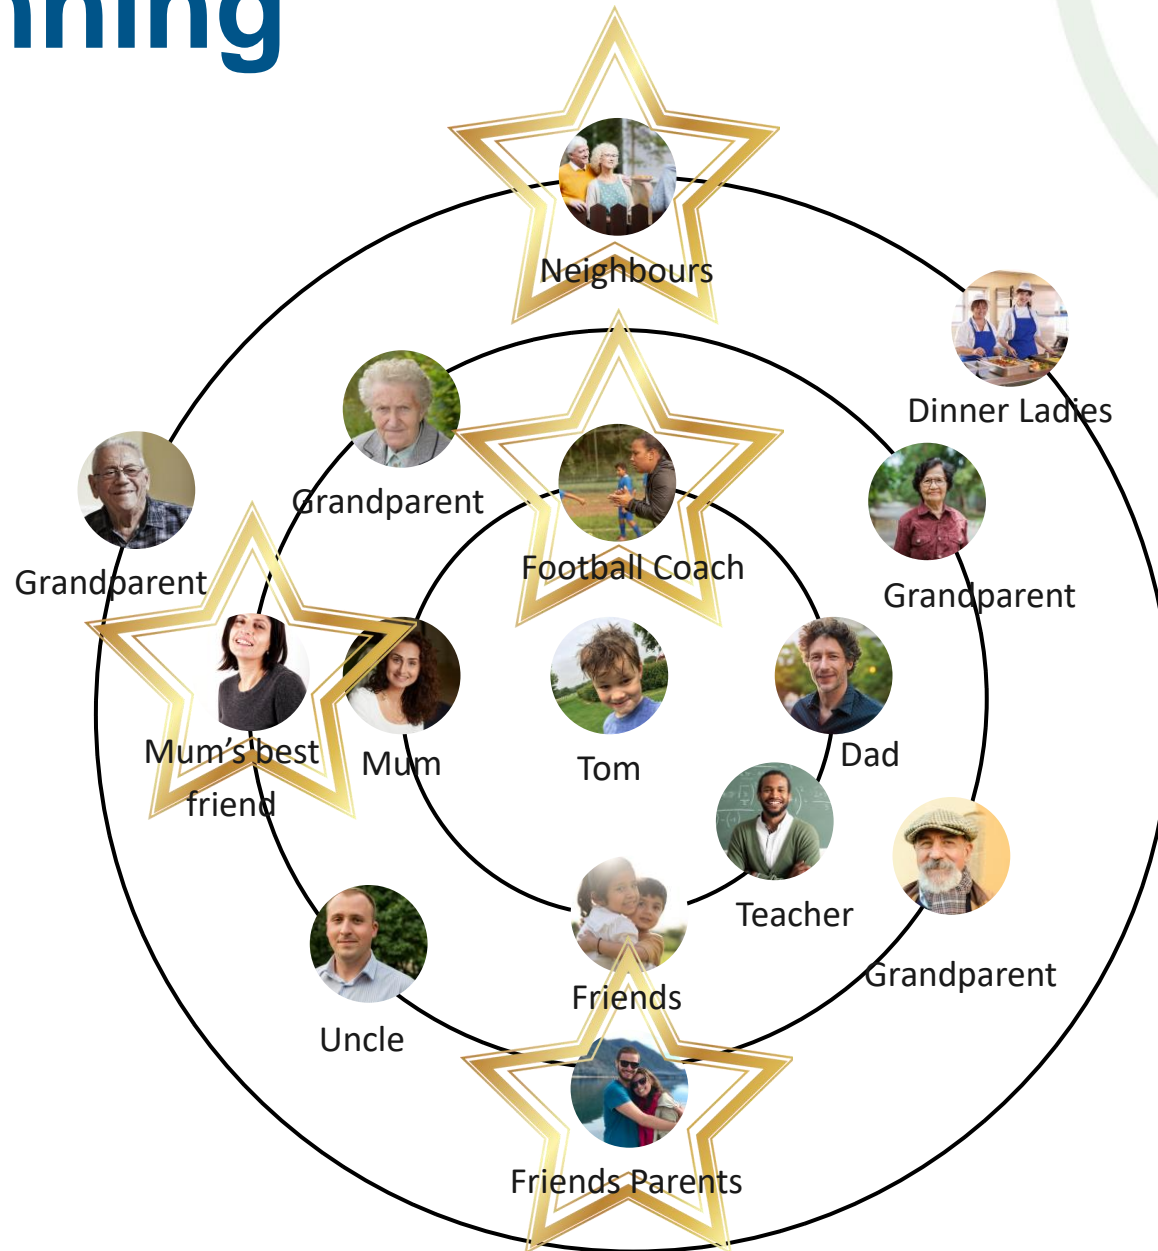 nning
Neighbours
Dinner Ladies
Grandparent
Football Coach
Grandparent
Grandparent
Mum's best
friend
Mum
Tom
Dad
Teacher
Grandparent
Friends
Uncle
Friends Parents